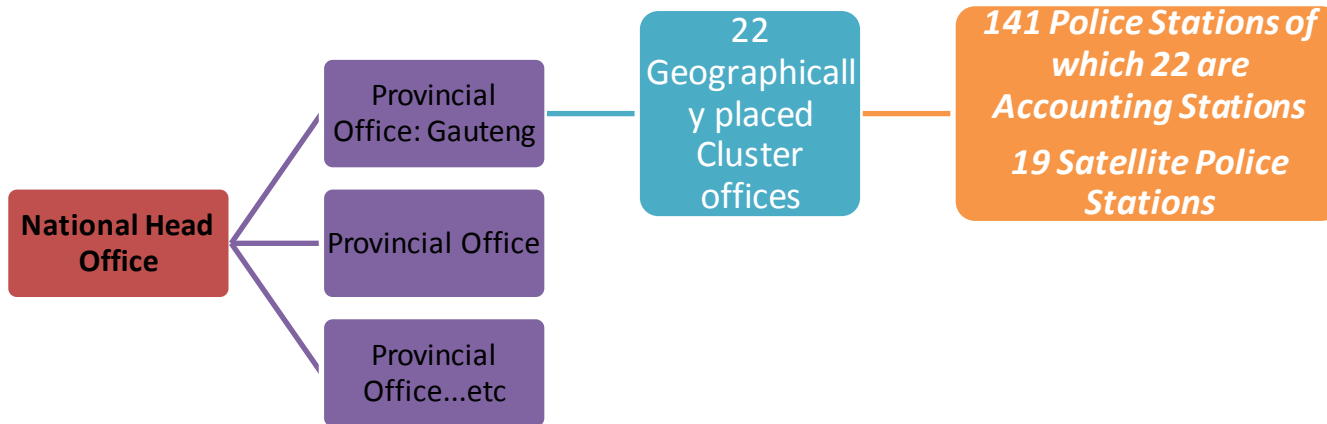 National Head
Office
Provincial
Office: Gauteng
Provincial Office
Provincial
Office...etc
22
Geographicall
y placed
Cluster
offices
141 Police Stations of
which 22 are
Accounting Stations
19 Satellite Police
Stations